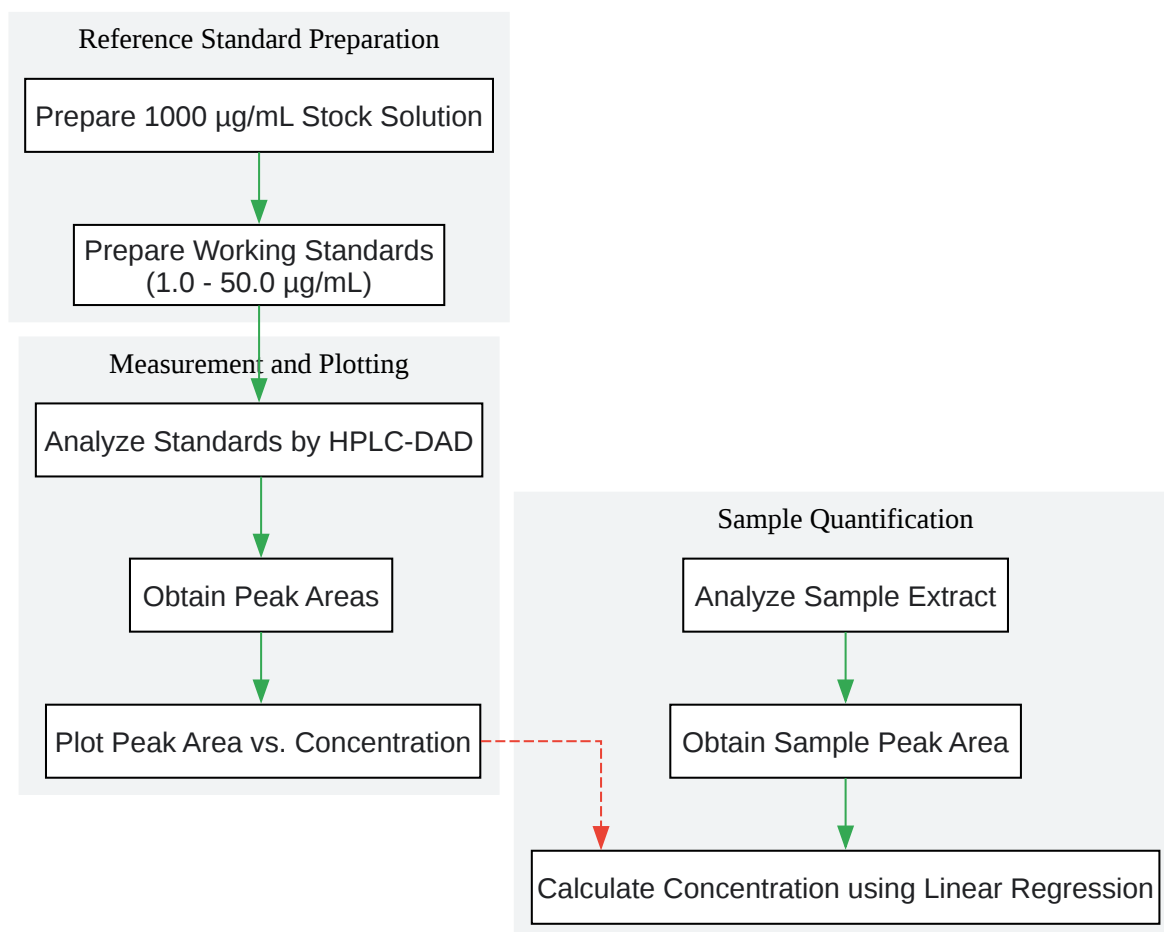 Reference Standard Preparation
Prepare 1000 µg/mL Stock Solution
Prepare Working Standards
(1.0 - 50.0 µg/mL)
Measurement and Plotting
Analyze Standards by HPLC-DAD
Obtain Peak Areas
Plot Peak Area vs. Concentration
Sample Quantification
Analyze Sample Extract
Obtain Sample Peak Area
Calculate Concentration using Linear Regression